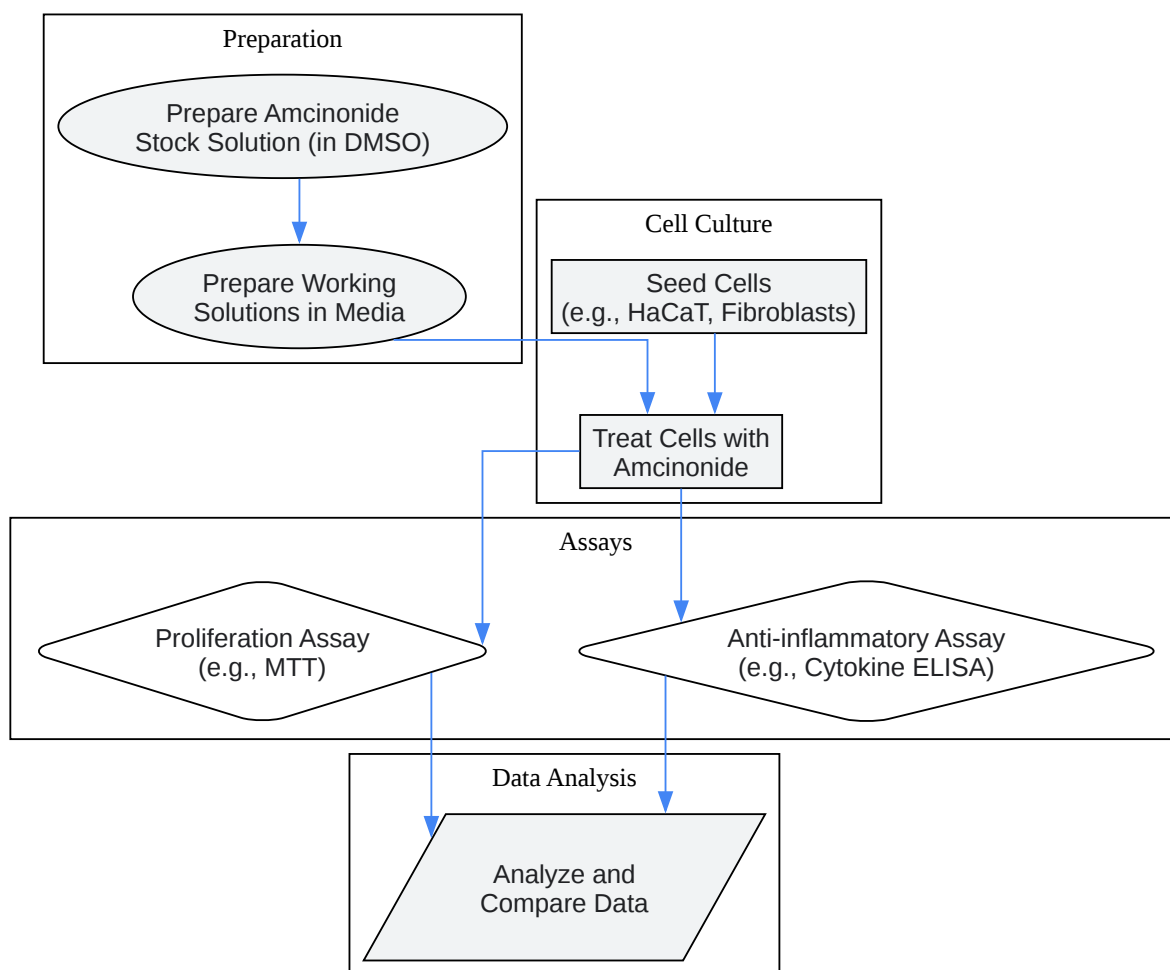 Preparation
Prepare Amcinonide
Stock Solution (in DMSO)
Prepare Working
Solutions in Media
Cell Culture
Seed Cells
(e.g., HaCaT, Fibroblasts)
Treat Cells with
Amcinonide
Assays
Proliferation Assay
(e.g., MTT)
Anti-inflammatory Assay
(e.g., Cytokine ELISA)
Data Analysis
Analyze and
Compare Data